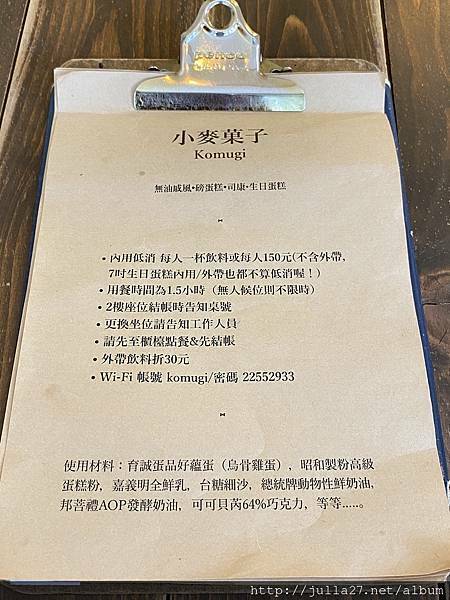 小麥菓子
Komugi
無油戚風•磅蛋糕•司康•生日蛋糕
• 內用低消 每人一杯飲料或每人150元(不含外帶,
7吋生日蛋糕內用/外帶也都不算低消喔！)
• 用餐時間為1.5小時（無人候位則不限時）
• 2樓座位結帳時告知桌號
• 更換坐位請告知工作人員
• 請先至櫃檯點餐&先結帳
• 外帶飲料折30元
• Wi-Fi 帳號 komugi/密碼 22552933
使用材料：育誠蛋品好蘊蛋（烏骨雞蛋），昭和製粉高級
蛋糕粉，嘉義明全鮮乳，台糖細沙，總統牌動物性鮮奶油，
邦菩禮AOP發酵奶油，可可貝芮64%巧克力，等等.....。
http://julla27.net/album